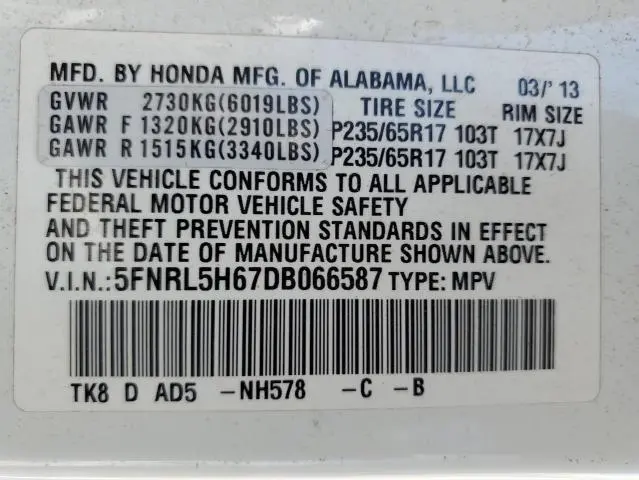 MFD. BY HONDA MFG. OF ALABAMA, LLC 03/'13
GVWR 2730KG(6019LBS) TIRE SIZE RIM SIZE
GAWR F 1320KG(2910LBS) P235/65R17 103T 17X7J
GAWR R 1515KG(3340LBS) P235/65R17 103T 17X7J
THIS VEHICLE CONFORMS TO ALL APPLICABLE
FEDERAL MOTOR VEHICLE SAFETY
AND THEFT PREVENTION STANDARDS IN EFFECT
ON THE DATE OF MANUFACTURE SHOWN ABOVE.
V.I.N.:5FNRL5H67DB066587 TYPE: MPV
TK8 D AD5 -NH578 -C -B